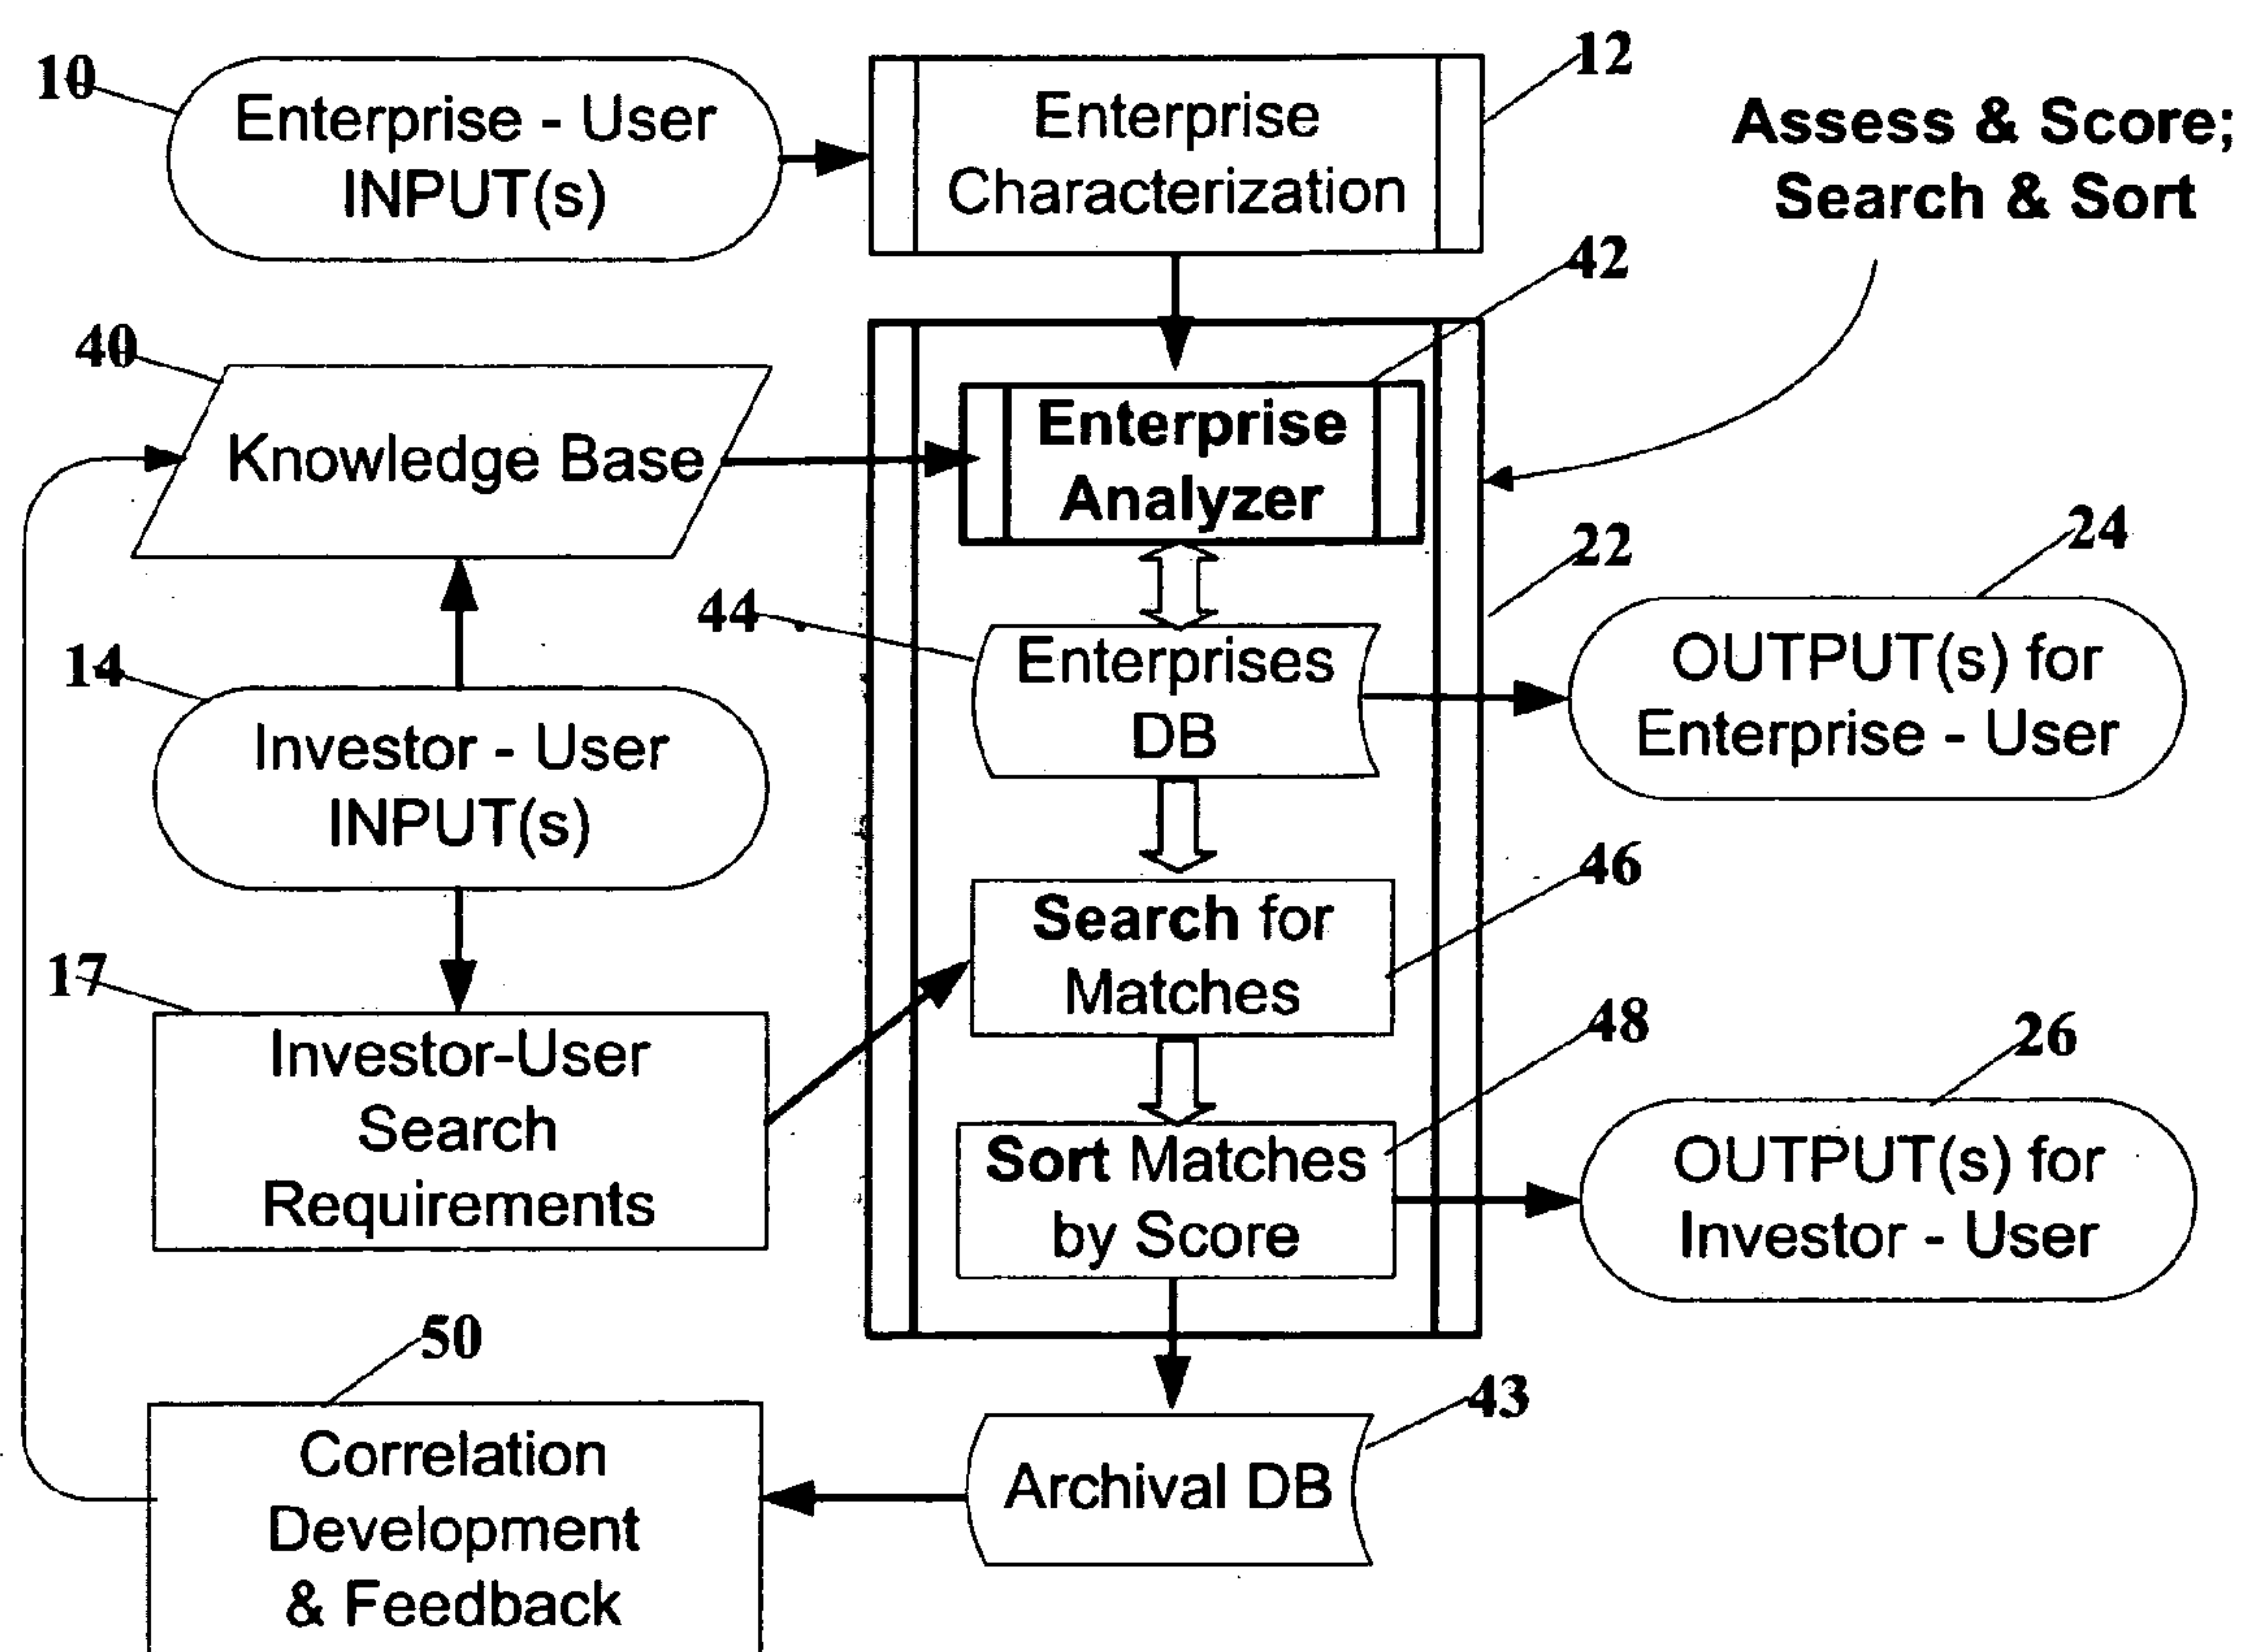 10
Enterprise - User
INPUT(s)
12
Enterprise
Characterization
Assess & Score;
Search & Sort
42
40
Knowledge Base
Enterprise
Analyzer
22
24
OUTPUT(s) for
Enterprise - User
44
Enterprises
DB
14
Investor - User
INPUT(s)
46
Search for
Matches
17
Investor-User
Search
Requirements
48
Sort Matches
by Score
26
OUTPUT(s) for
Investor - User
50
Correlation
Development
& Feedback
43
Archival DB